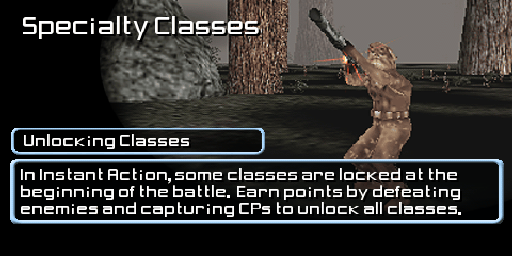 Specialty Classes
Unlocking Classes
In Instant Action, some classes are locked at the
beginning of the battle. Earn points by defeating
enemies and capturing CPs to unlock all classes.